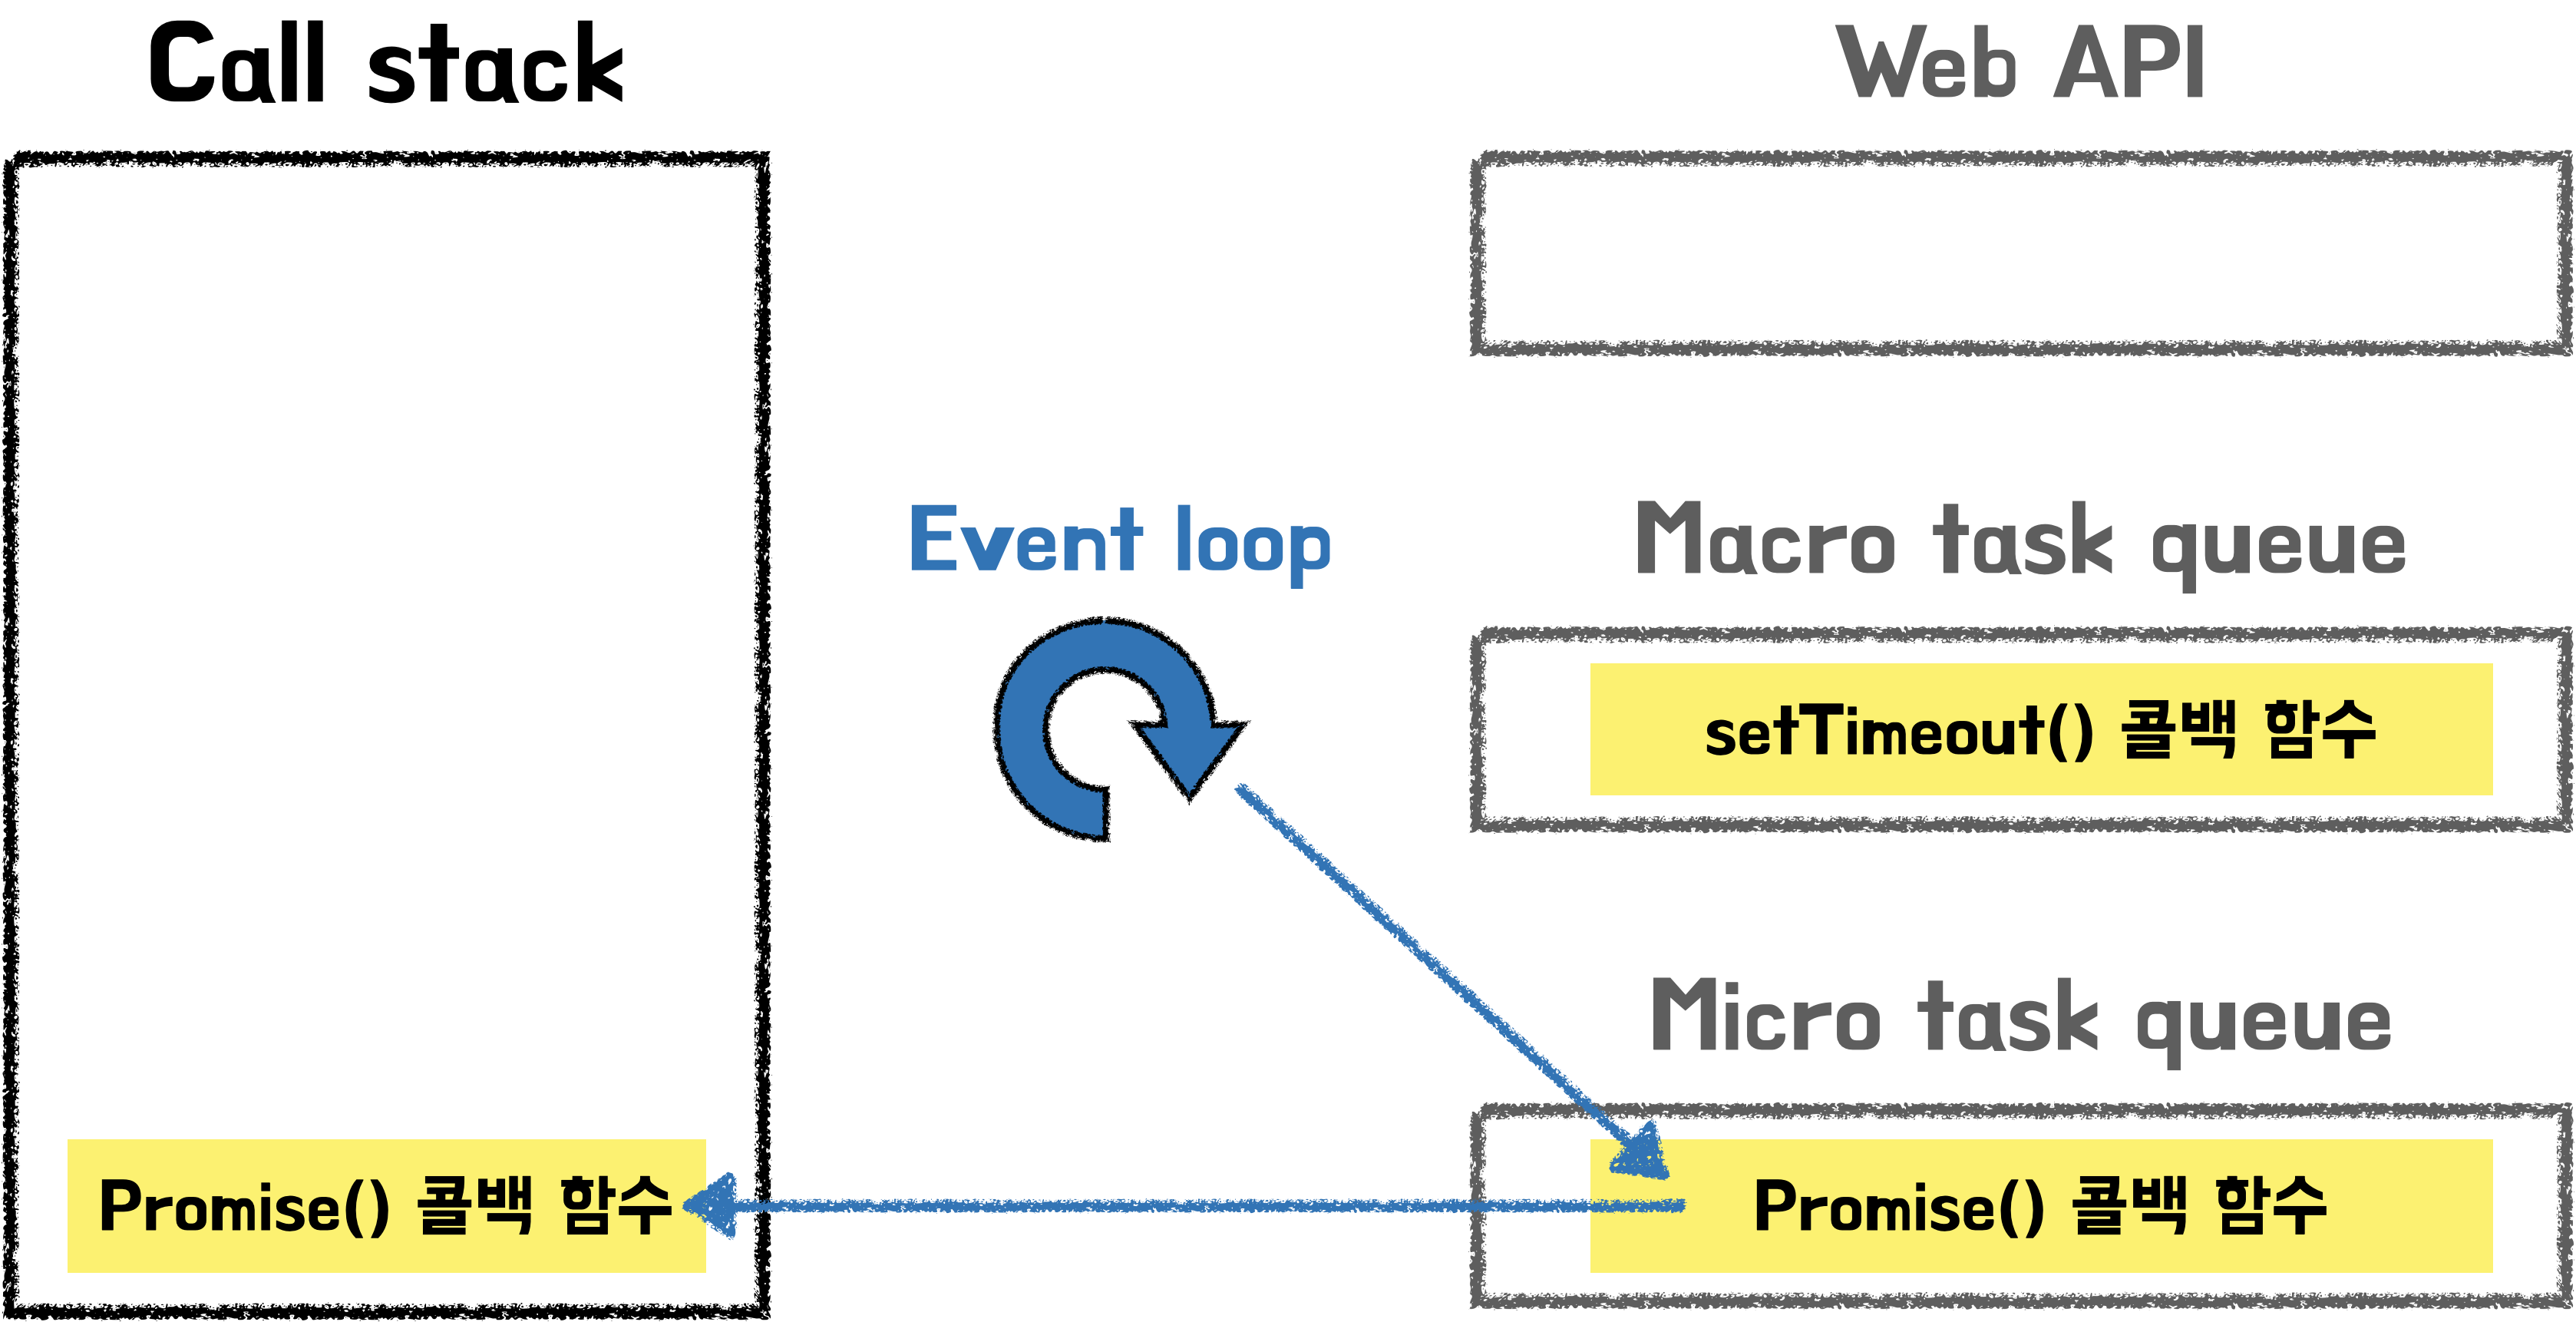 Call stack
Web API
Event loop
Macro task queue
setTimeout() 콜백 함수
Micro task queue
Promise() 콜백 함수
Promise() 콜백 함수